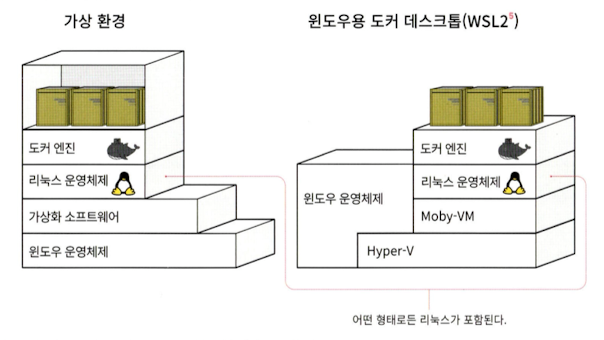 가상 환경
윈도우용 도커 데스크톱(WSL2⁵)
도커 엔진
리눅스 운영체제
가상화 소프트웨어
윈도우 운영체제
도커 엔진
리눅스 운영체제
윈도우 운영체제
Moby-VM
Hyper-V
어떤 형태로든 리눅스가 포함된다.